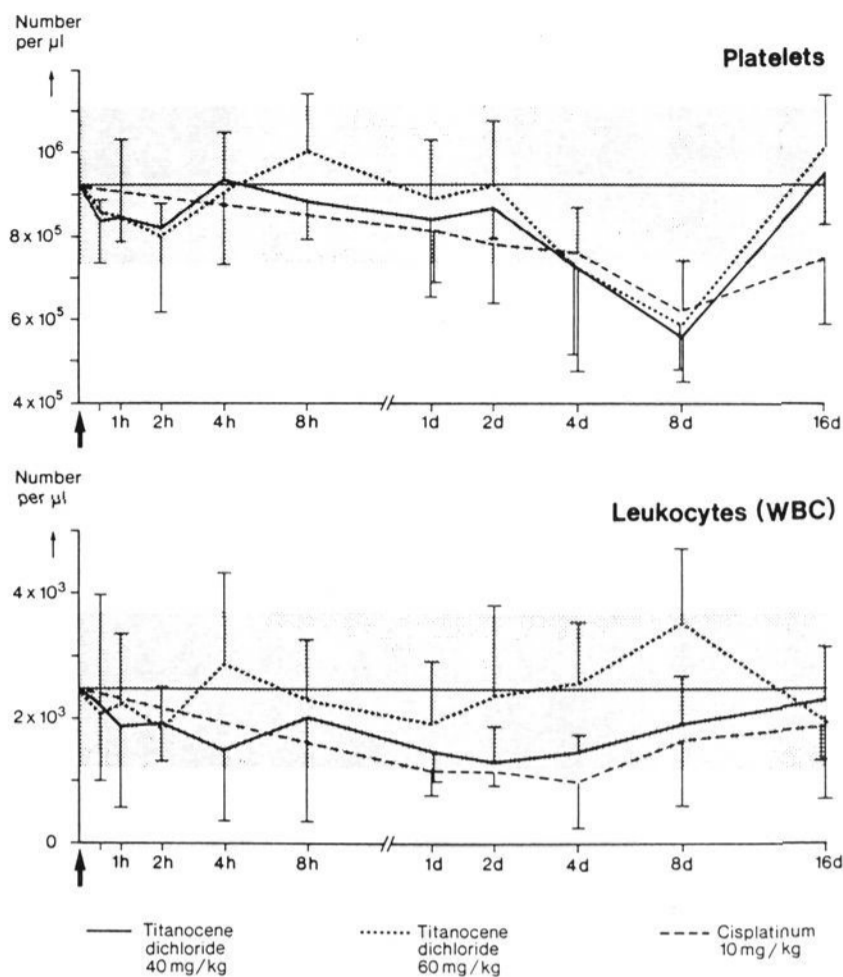 Number
per µl
Platelets
10⁶
8 x 10⁵
6 x 10⁵
4 x 10⁵
1h 2h 4h 8h 1d 2d 4d 8d 16d
Number
per µl
Leukocytes (WBC)
4 x 10³
2 x 10³
0
1h 2h 4h 8h 1d 2d 4d 8d 16d
Titanocene
dichloride
40 mg/kg
Titanocene
dichloride
60 mg/kg
Cisplatinum
10 mg/kg